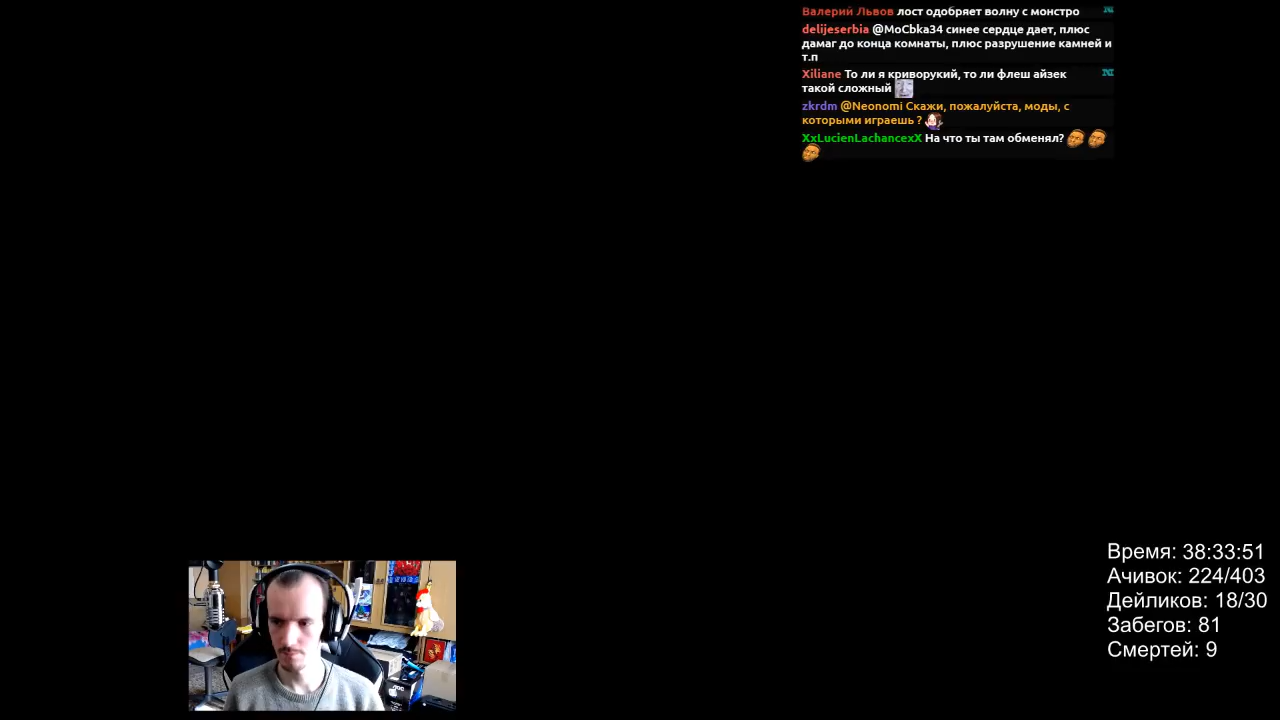 Валерий Львов лост одобряет волну с монстро
delijeserbia @MoCbka34 синее сердце дает, плюс
дамаг до конца комнаты, плюс разрушение камней и
т.п
Xiliane То ли я криворукий, то ли флеш айзек
такой сложный
zkrdm @Neonomi Скажи, пожалуйста, моды, с
которыми играешь ?
XxLucienLachancexX На что ты там обменял?
Время: 38:33:51
Ачивок: 224/403
Дейликов: 18/30
Забегов: 81
Смертей: 9